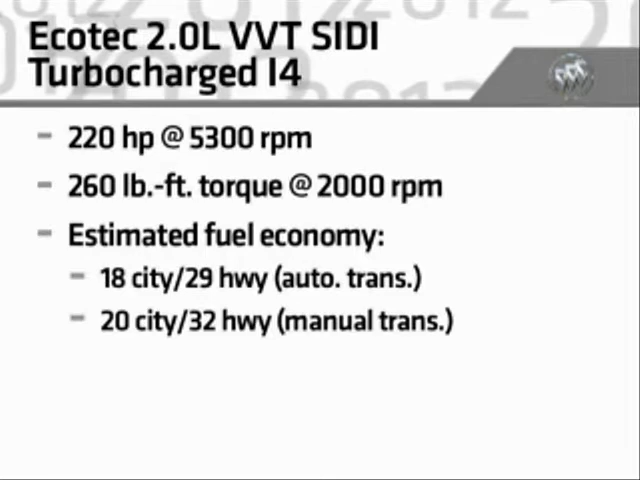 Ecotec 2.0L VVT SIDI
Turbocharged I4
- 220 hp @ 5300 rpm
- 260 lb.-ft. torque @ 2000 rpm
- Estimated fuel economy:
- 18 city/29 hwy (auto. trans.)
- 20 city/32 hwy (manual trans.)